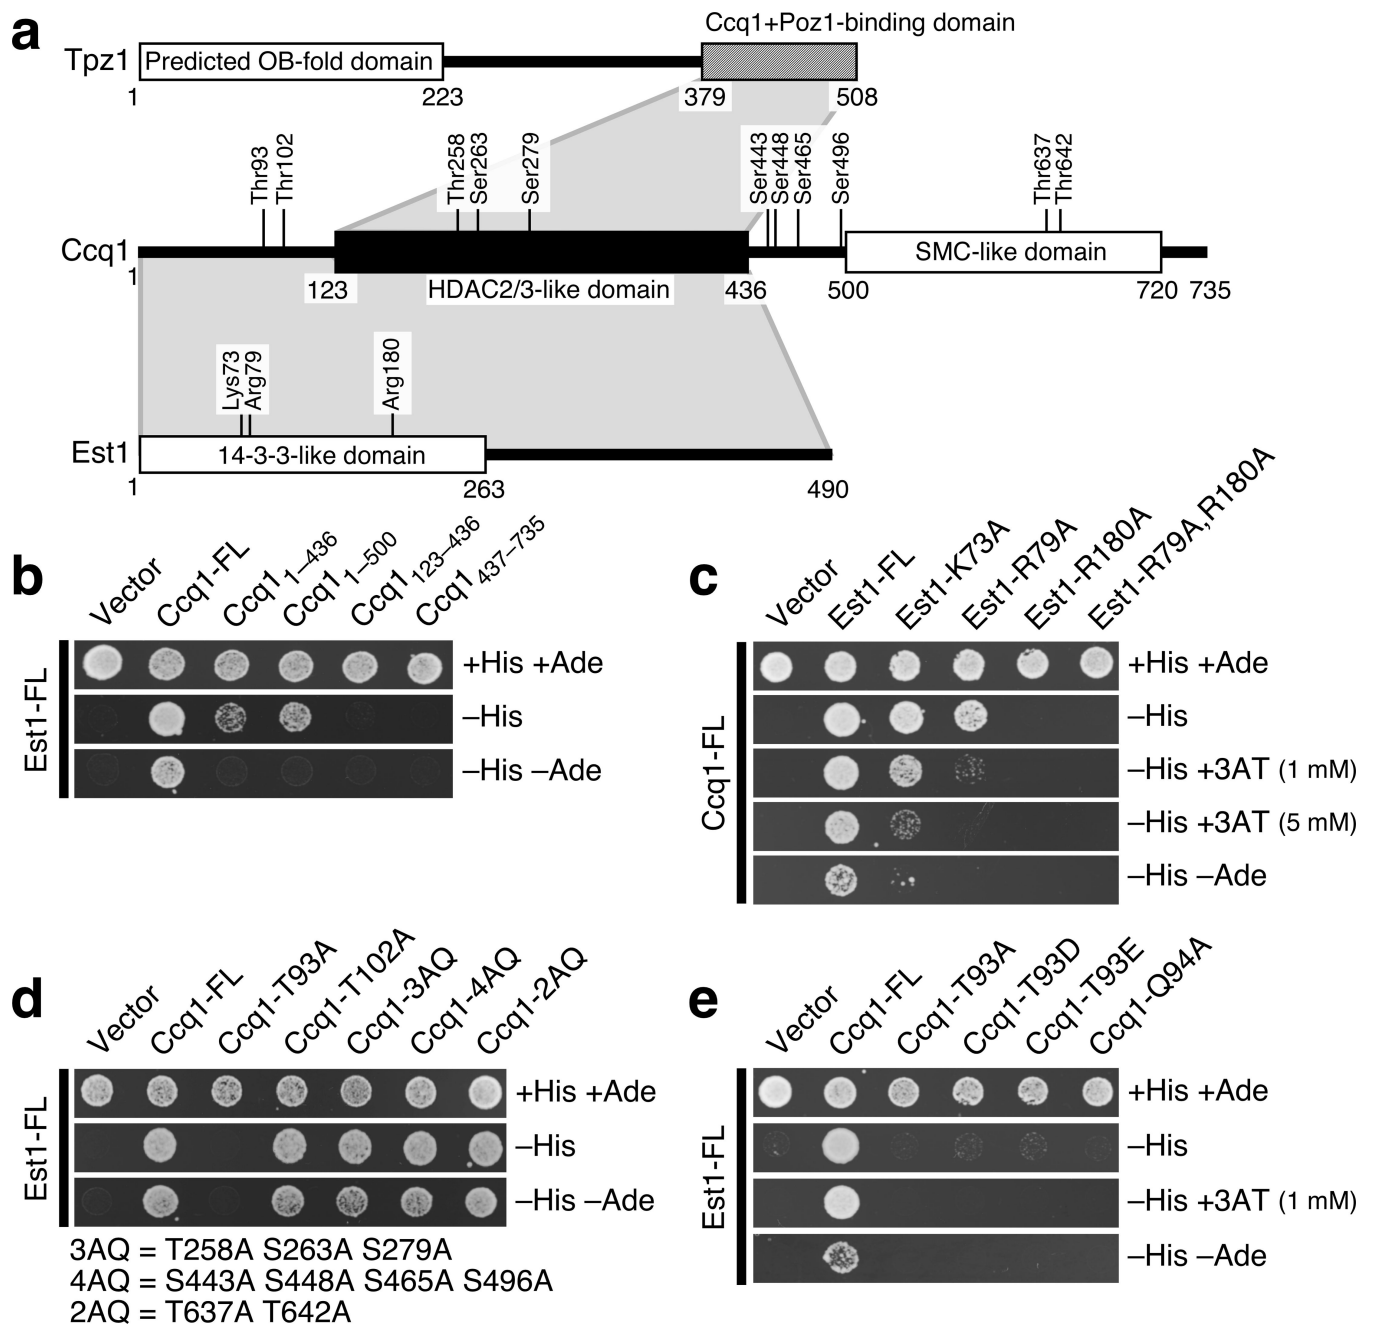 a
Ccq1+Poz1-binding domain
Tpz1
Predicted OB-fold domain
1
223
379
508
Thr93
Thr102
Thr258
Ser263
Ser279
Ser443
Ser448
Ser465
Ser496
Thr637
Thr642
Ccq1
SMC-like domain
1
123
HDAC2/3-like domain
436
500
720
735
Lys73
Arg79
Arg180
Est1
14-3-3-like domain
1
263
490
b
Vector
Ccq1-FL
Ccq1 1–436
Ccq1 1–500
Ccq1 123–436
Ccq1 437–735
Est1-FL
+His +Ade
–His
–His –Ade
c
Vector
Est1-FL
Est1-K73A
Est1-R79A
Est1-R180A
Est1-R79A,R180A
Ccq1-FL
+His +Ade
–His
–His +3AT (1 mM)
–His +3AT (5 mM)
–His –Ade
d
Vector
Ccq1-FL
Ccq1-T93A
Ccq1-T102A
Ccq1-3AQ
Ccq1-4AQ
Ccq1-2AQ
Est1-FL
+His +Ade
–His
–His –Ade
3AQ = T258A S263A S279A
4AQ = S443A S448A S465A S496A
2AQ = T637A T642A
e
Vector
Ccq1-FL
Ccq1-T93A
Ccq1-T93D
Ccq1-T93E
Ccq1-Q94A
Est1-FL
+His +Ade
–His
–His +3AT (1 mM)
–His –Ade